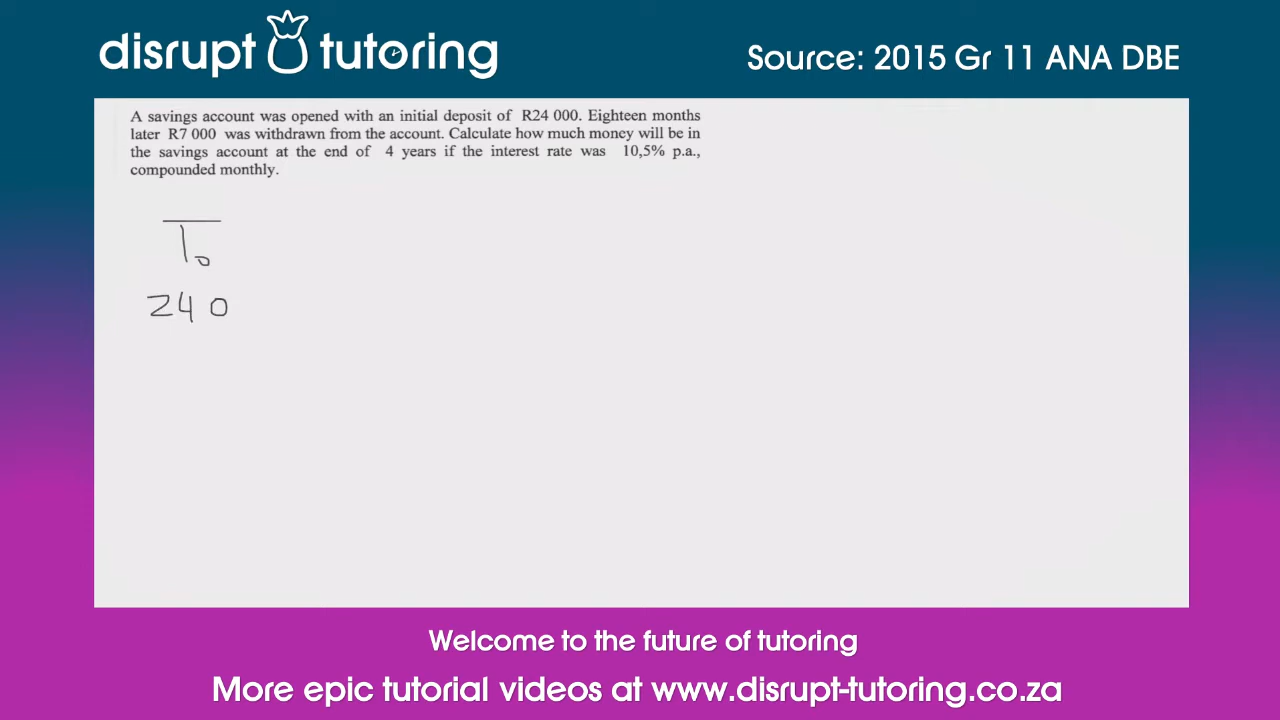 disrupt tutoring
Source: 2015 Gr 11 ANA DBE
A savings account was opened with an initial deposit of R24 000. Eighteen months
later R7 000 was withdrawn from the account. Calculate how much money will be in
the savings account at the end of 4 years if the interest rate was 10,5% p.a.,
compounded monthly.
T0
240
Welcome to the future of tutoring
More epic tutorial videos at www.disrupt-tutoring.co.za